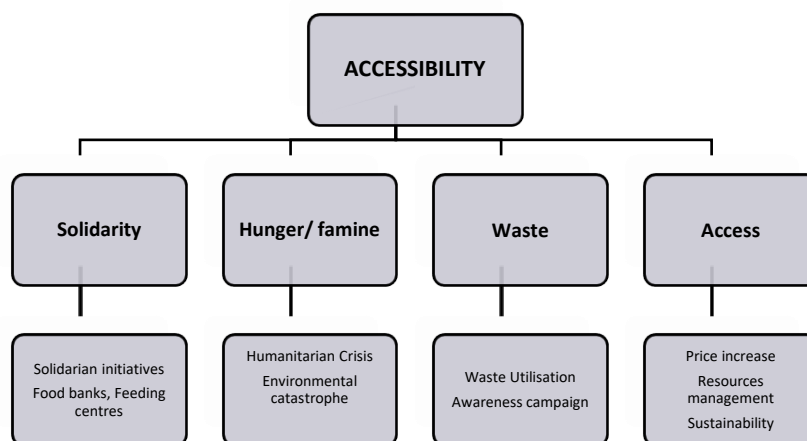 ACCESSIBILITY
Solidarity
Hunger/ famine
Waste
Access
Solidarian initiatives
Food banks, Feeding
centres
Humanitarian Crisis
Environmental
catastrophe
Waste Utilisation
Awareness campaign
Price increase
Resources
management
Sustainability